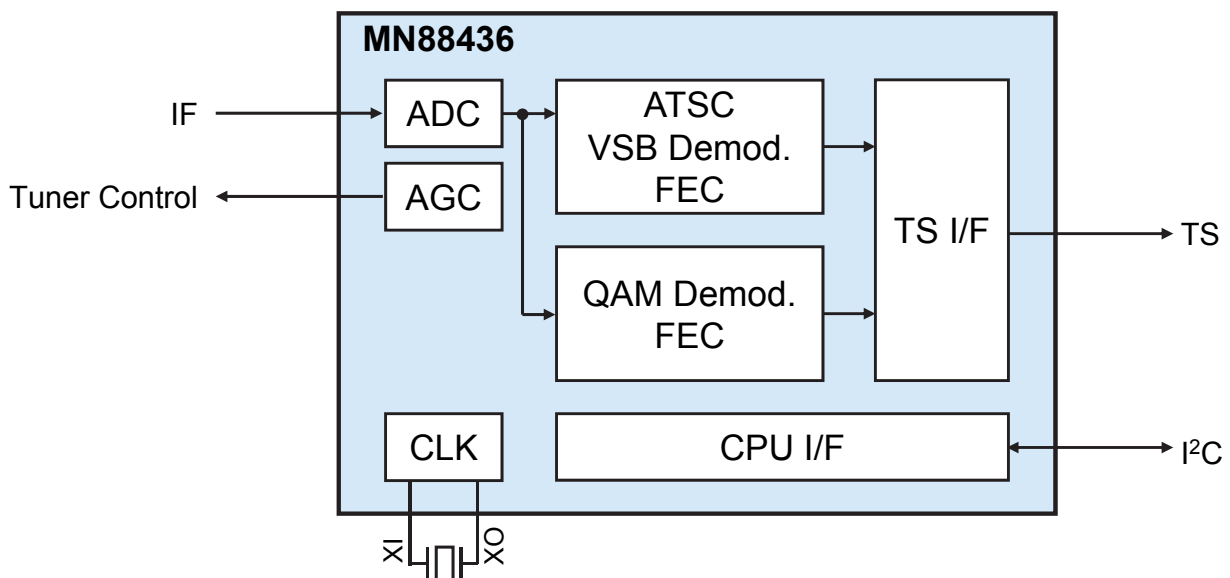 MN88436
IF
ADC
ATSC
VSB Demod.
FEC
Tuner Control
AGC
TS I/F
TS
QAM Demod.
FEC
CLK
CPU I/F
I²C
XI
XO